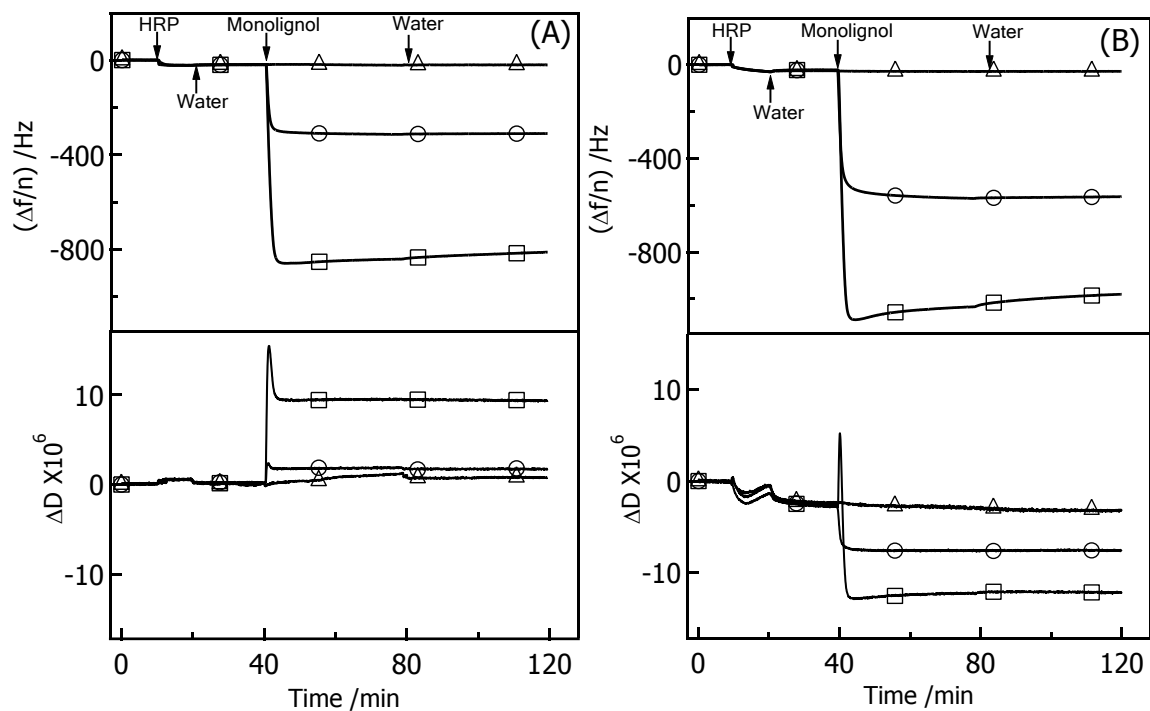 HRP
Monolignol
Water
(A)
Water
0
-400
-800
(Δf/n) /Hz
10
0
-10
ΔD X10⁶
0
40
80
120
Time /min
HRP
Monolignol
Water
(B)
Water
0
-400
-800
(Δf/n) /Hz
10
0
-10
ΔD X10⁶
0
40
80
120
Time /min